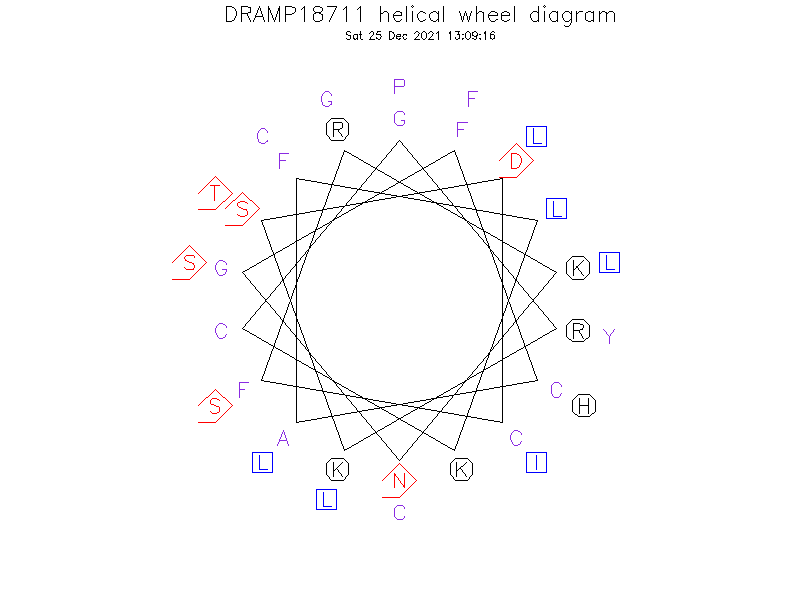 DRAMP18711 helical wheel diagram
Sat 25 Dec 2021 13:09:16
P
G F
G
R F
C L
F D
T S L
S G K L
C R Y
S F C H
A C
L K N K I
L C